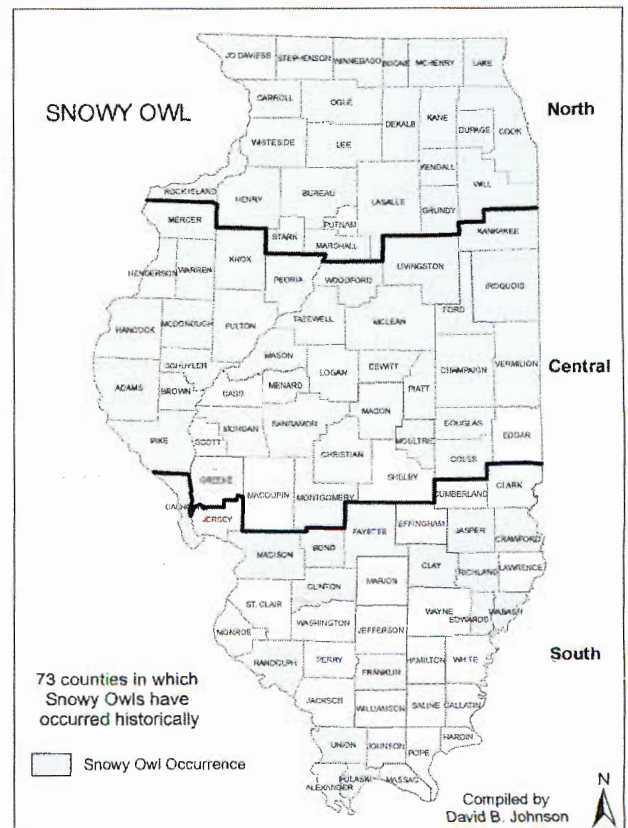 SNOWY OWL
North
JO DAVIESS STEPHENSON WINNEBAGO BOONE MCHENRY LAKE
CARROLL OGLE
DEKALB KANE DUPAGE COOK
WHITESIDE LEE
KENDALL WILL
ROCK ISLAND HENRY BUREAU LASALLE GRUNDY
PUTNAM
MERCER STARK MARSHALL KANKAKEE
KNOX PEORIA WOODFORD LIVINGSTON
HENDERSON WARREN IROQUOIS
TAZEWELL MCLEAN FORD
HANCOCK MCDONOUGH FULTON
MASON
SCHUYLER LOGAN DEWITT CHAMPAIGN VERMILION
Central
ADAMS BROWN CASS MENARD PIATT
MACON
PIKE SCOTT MORGAN SANGAMON MOULTRIE DOUGLAS EDGAR
CHRISTIAN COLES
GREENE MACOUPIN MONTGOMERY SHELBY CUMBERLAND CLARK
JERSEY
FAYETTE EFFINGHAM JASPER CRAWFORD
MADISON BOND CLAY RICHLAND LAWRENCE
CLINTON MARION
ST. CLAIR WAYNE EDWARDS WABASH
WASHINGTON JEFFERSON
MONROE
South
RANDOLPH PERRY HAMILTON WHITE
FRANKLIN
JACKSON WILLIAMSON SALINE GALLATIN
UNION JOHNSON POPE HARDIN
ALEXANDER PULASKI MASSAC
73 counties in which
Snowy Owls have
occurred historically
Snowy Owl Occurrence
Compiled by
David B. Johnson
N